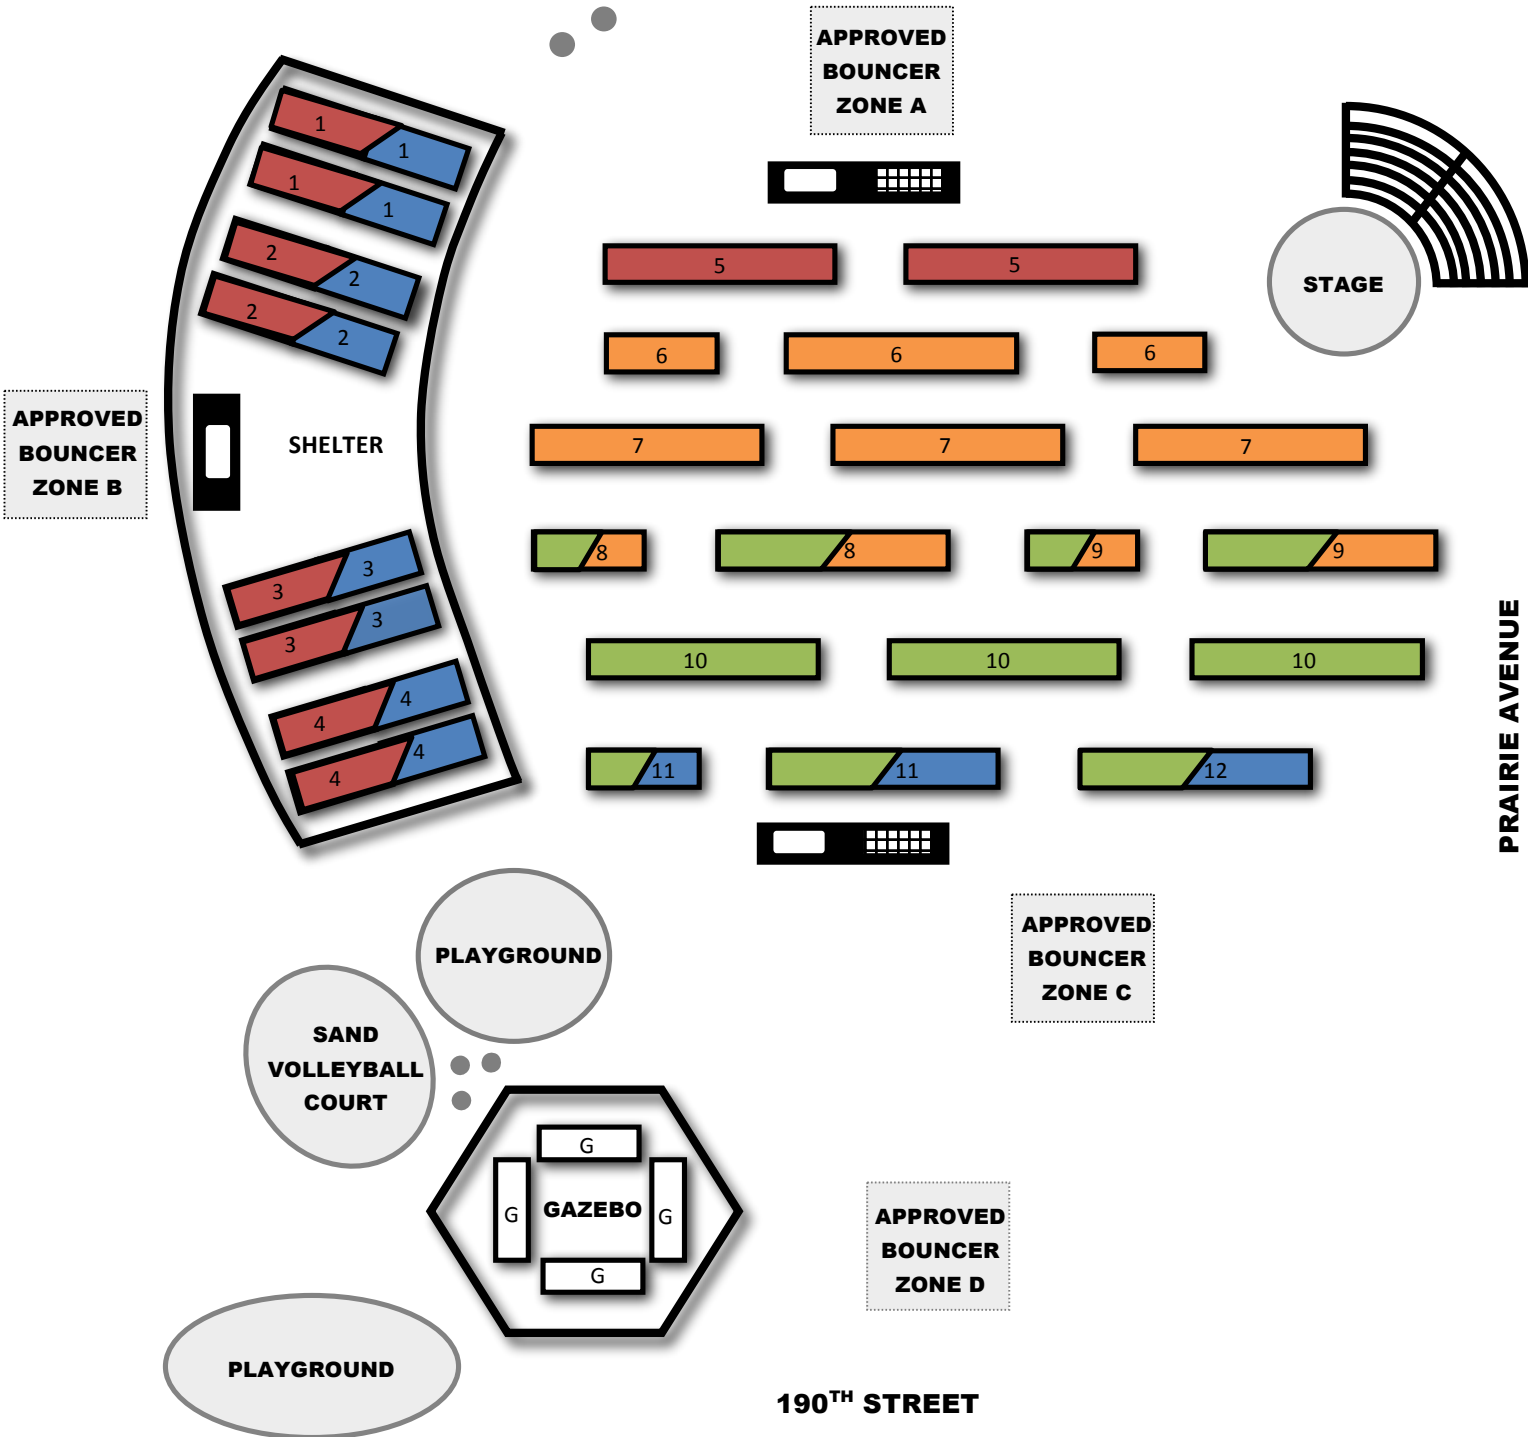 APPROVED
BOUNCER
ZONE A
1
1
1
1
2
2
2
2
STAGE
5
5
6
6
6
APPROVED
BOUNCER
ZONE B
SHELTER
7
7
7
8
8
9
9
3
3
3
3
10
10
10
4
4
4
4
11
11
12
PRAIRIE AVENUE
PLAYGROUND
APPROVED
BOUNCER
ZONE C
SAND
VOLLEYBALL
COURT
G
G
GAZEBO
G
G
APPROVED
BOUNCER
ZONE D
PLAYGROUND
190TH STREET